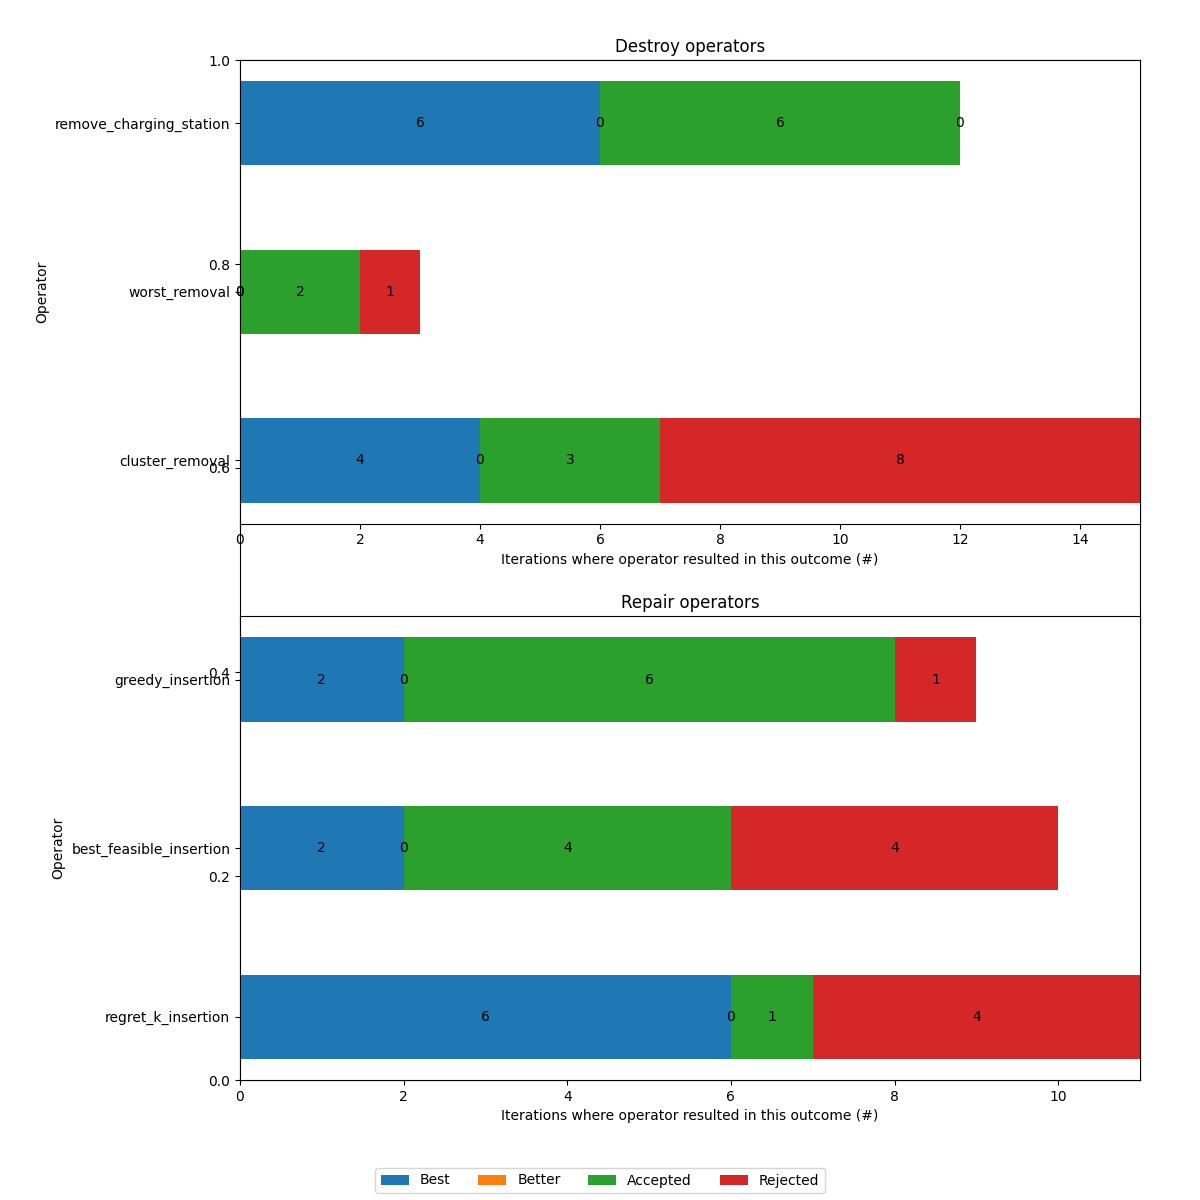 Destroy operators
1.0
remove_charging_station 6 0 6 0
0.8
worst_removal 0 0 2 1
Operator
cluster_removal 4 0 3 8
0.6
0 2 4 6 8 10 12 14
Iterations where operator resulted in this outcome (#)
Repair operators
0.4
greedy_insertion 2 0 6 1
best_feasible_insertion 2 0 4 4
Operator
0.2
regret_k_insertion 6 0 1 4
0.0
0 2 4 6 8 10
Iterations where operator resulted in this outcome (#)
Best Better Accepted Rejected